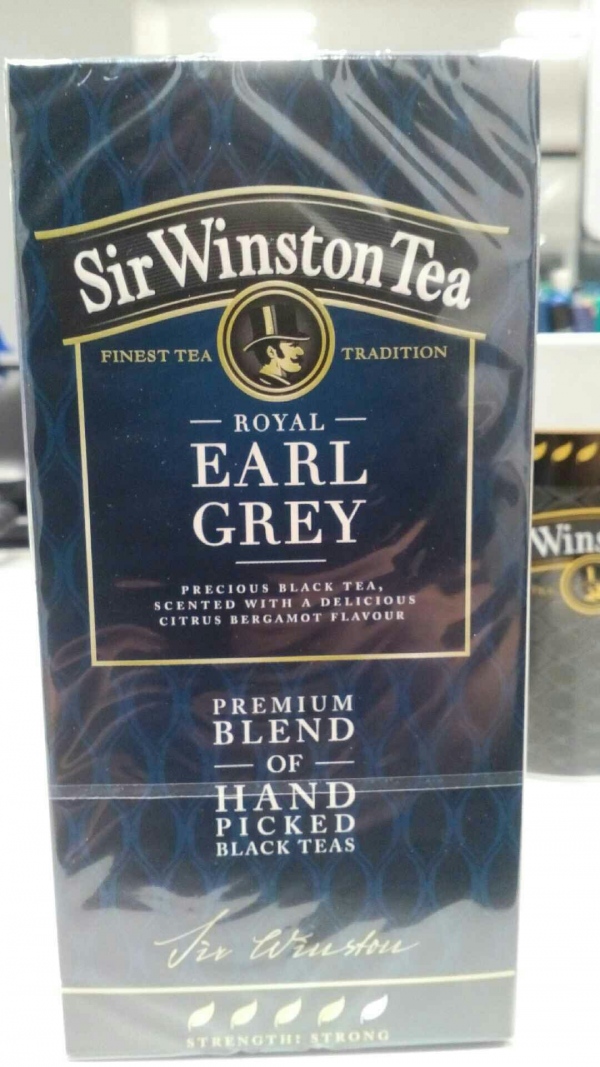 Sir Winston Tea
FINEST TEA TRADITION
ROYAL
EARL
GREY
PRECIOUS BLACK TEA,
SCENTED WITH A DELICIOUS
CITRUS BERGAMOT FLAVOUR
PREMIUM
BLEND
OF
HAND
PICKED
BLACK TEAS
Sir Winston
STRENGTH: STRONG
Wins